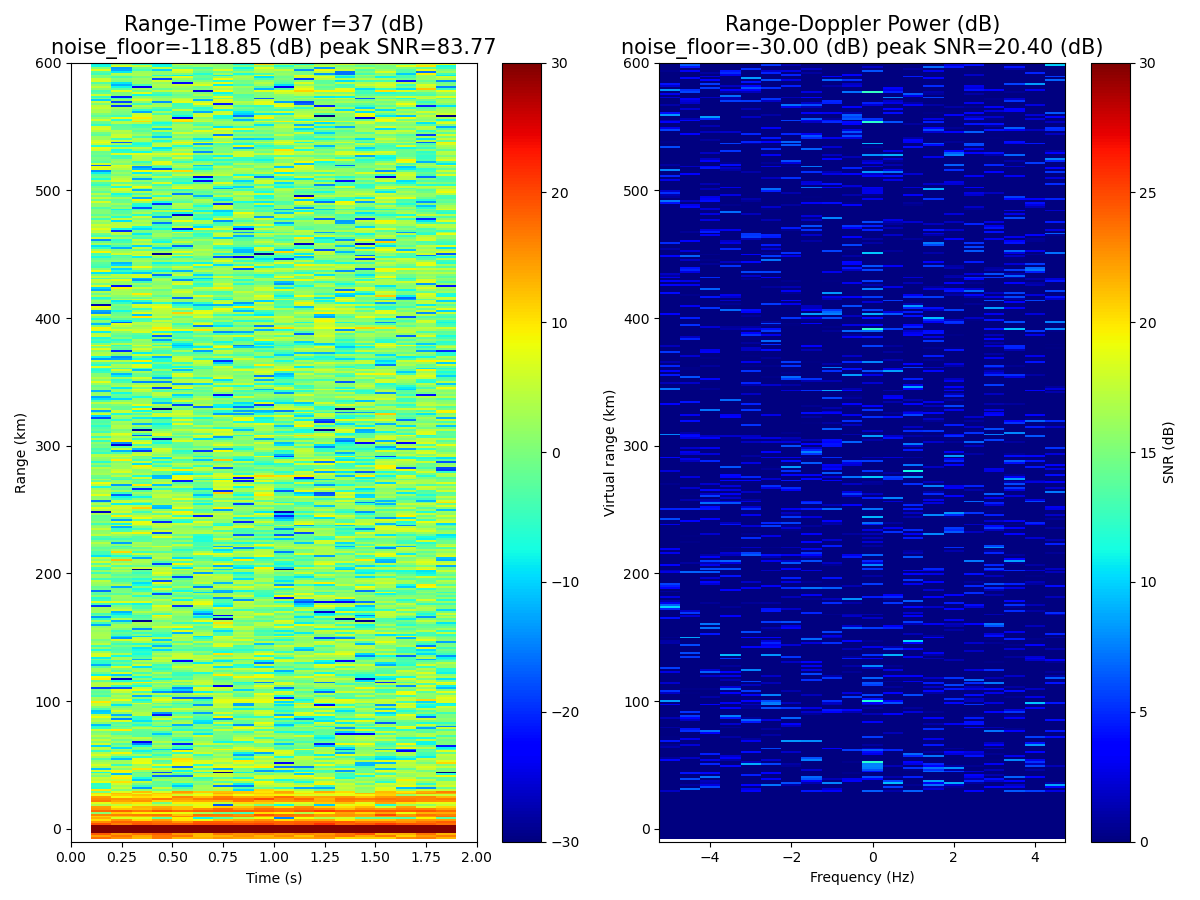 Range-Time Power f=37 (dB)
noise_floor=-118.85 (dB) peak SNR=83.77
600
500
400
300
200
100
0
Range (km)
0.00 0.25 0.50 0.75 1.00 1.25 1.50 1.75 2.00
Time (s)
30
20
10
0
−10
−20
−30
Range-Doppler Power (dB)
noise_floor=-30.00 (dB) peak SNR=20.40 (dB)
600
500
400
300
200
100
0
Virtual range (km)
−4 −2 0 2 4
Frequency (Hz)
30
25
20
15
10
5
0
SNR (dB)